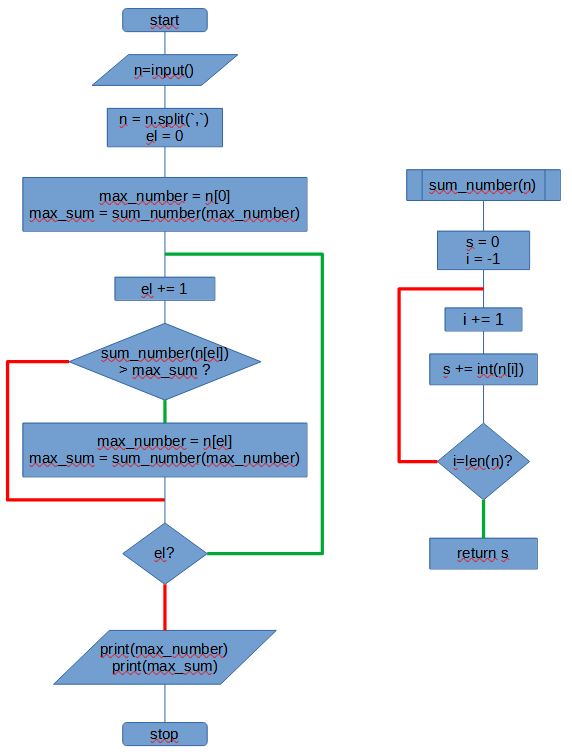 start
n=input()
n = n.split(`,`)
el = 0
max_number = n[0]
max_sum = sum_number(max_number)
el += 1
sum_number(n[el])
> max_sum ?
max_number = n[el]
max_sum = sum_number(max_number)
el?
print(max_number)
print(max_sum)
stop
sum_number(n)
s = 0
i = -1
i += 1
s += int(n[i])
i=len(n)?
return s